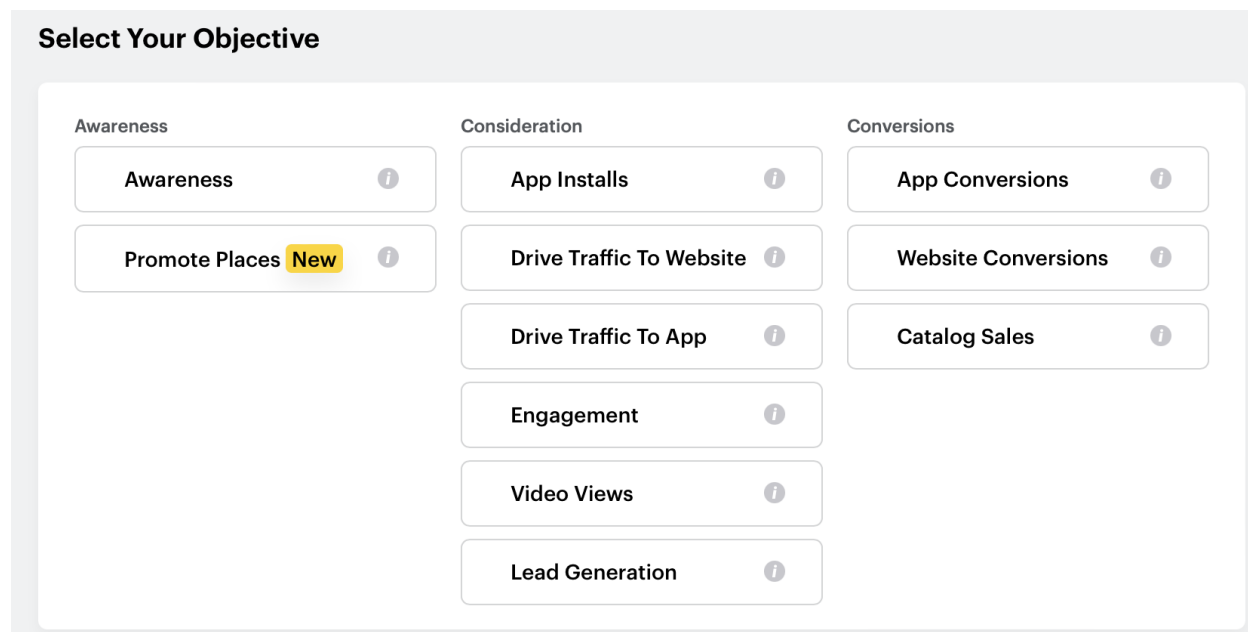 Select Your Objective
Awareness
Awareness
Promote Places New
Consideration
App Installs
Drive Traffic To Website
Drive Traffic To App
Engagement
Video Views
Lead Generation
Conversions
App Conversions
Website Conversions
Catalog Sales